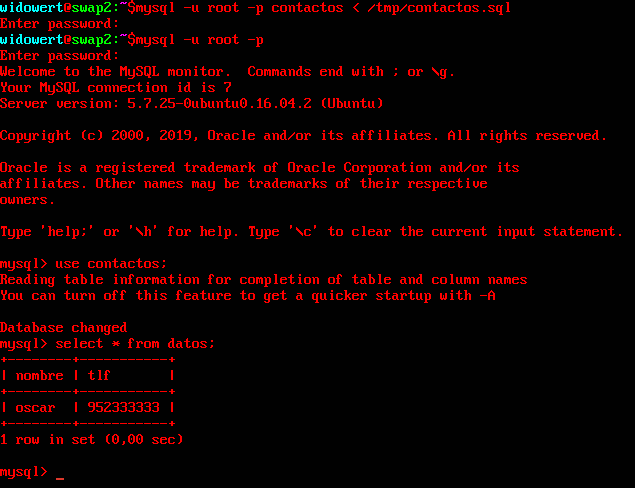 widowert@swap2:~$mysql -u root -p contactos < /tmp/contactos.sql
Enter password:
widowert@swap2:~$mysql -u root -p
Enter password:
Welcome to the MySQL monitor.  Commands end with ; or \g.
Your MySQL connection id is 7
Server version: 5.7.25-0ubuntu0.16.04.2 (Ubuntu)
Copyright (c) 2000, 2019, Oracle and/or its affiliates. All rights reserved.
Oracle is a registered trademark of Oracle Corporation and/or its
affiliates. Other names may be trademarks of their respective
owners.
Type 'help;' or '\h' for help. Type '\c' to clear the current input statement.
mysql> use contactos;
Reading table information for completion of table and column names
You can turn off this feature to get a quicker startup with -A
Database changed
mysql> select * from datos;
+--------+-----------+
| nombre | tlf       |
+--------+-----------+
| oscar  | 952333333 |
+--------+-----------+
1 row in set (0,00 sec)
mysql> _